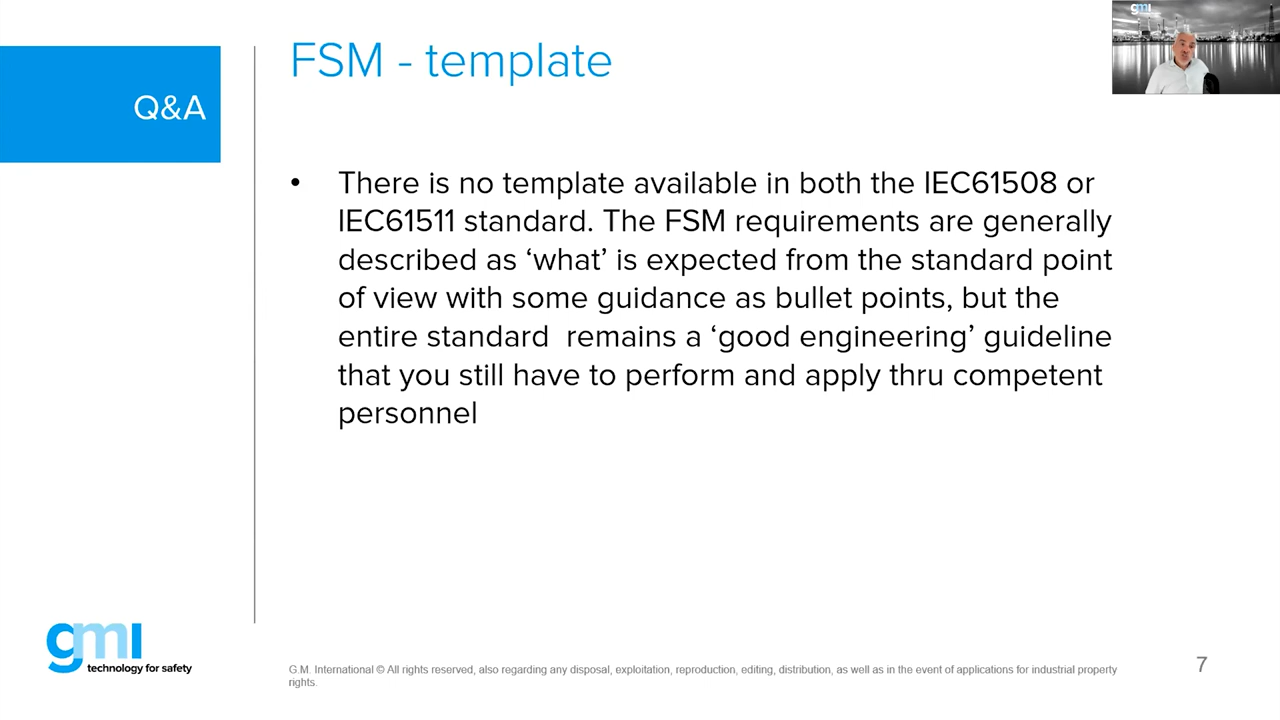 FSM - template
Q&A
• There is no template available in both the IEC61508 or
IEC61511 standard. The FSM requirements are generally
described as ‘what’ is expected from the standard point
of view with some guidance as bullet points, but the
entire standard  remains a ‘good engineering’ guideline
that you still have to perform and apply thru competent
personnel
gmi
gmi
technology for safety
G.M. International © All rights reserved, also regarding any disposal, exploitation, reproduction, editing, distribution, as well as in the event of applications for industrial property
rights.
7